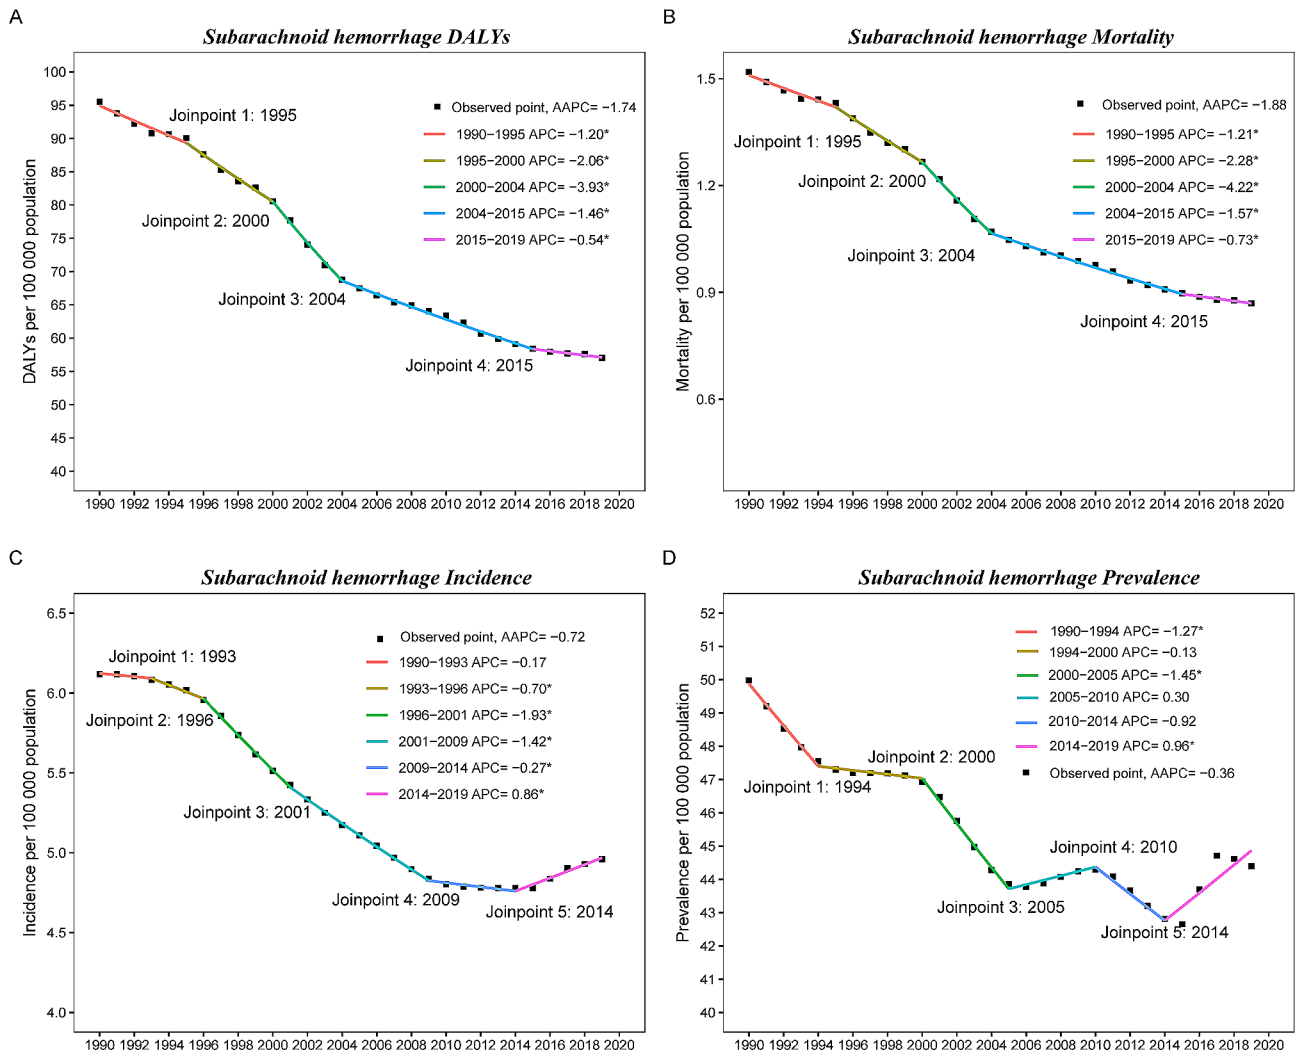 A
Subarachnoid hemorrhage DALYs
DALYs per 100 000 population
100
95
90
85
80
75
70
65
60
55
50
45
40
Observed point, AAPC= −1.74
1990−1995 APC= −1.20*
1995−2000 APC= −2.06*
2000−2004 APC= −3.93*
2004−2015 APC= −1.46*
2015−2019 APC= −0.54*
Joinpoint 1: 1995
Joinpoint 2: 2000
Joinpoint 3: 2004
Joinpoint 4: 2015
1990 1992 1994 1996 1998 2000 2002 2004 2006 2008 2010 2012 2014 2016 2018 2020
B
Subarachnoid hemorrhage Mortality
Mortality per 100 000 population
1.5
1.2
0.9
0.6
Observed point, AAPC= −1.88
1990−1995 APC= −1.21*
1995−2000 APC= −2.28*
2000−2004 APC= −4.22*
2004−2015 APC= −1.57*
2015−2019 APC= −0.73*
Joinpoint 1: 1995
Joinpoint 2: 2000
Joinpoint 3: 2004
Joinpoint 4: 2015
1990 1992 1994 1996 1998 2000 2002 2004 2006 2008 2010 2012 2014 2016 2018 2020
C
Subarachnoid hemorrhage Incidence
Incidence per 100 000 population
6.5
6.0
5.5
5.0
4.5
4.0
Observed point, AAPC= −0.72
1990−1993 APC= −0.17
1993−1996 APC= −0.70*
1996−2001 APC= −1.93*
2001−2009 APC= −1.42*
2009−2014 APC= −0.27*
2014−2019 APC= 0.86*
Joinpoint 1: 1993
Joinpoint 2: 1996
Joinpoint 3: 2001
Joinpoint 4: 2009
Joinpoint 5: 2014
1990 1992 1994 1996 1998 2000 2002 2004 2006 2008 2010 2012 2014 2016 2018 2020
D
Subarachnoid hemorrhage Prevalence
Prevalence per 100 000 population
52
51
50
49
48
47
46
45
44
43
42
41
40
1990−1994 APC= −1.27*
1994−2000 APC= −0.13
2000−2005 APC= −1.45*
2005−2010 APC= 0.30
2010−2014 APC= −0.92
2014−2019 APC= 0.96*
Observed point, AAPC= −0.36
Joinpoint 2: 2000
Joinpoint 1: 1994
Joinpoint 4: 2010
Joinpoint 3: 2005
Joinpoint 5: 2014
1990 1992 1994 1996 1998 2000 2002 2004 2006 2008 2010 2012 2014 2016 2018 2020